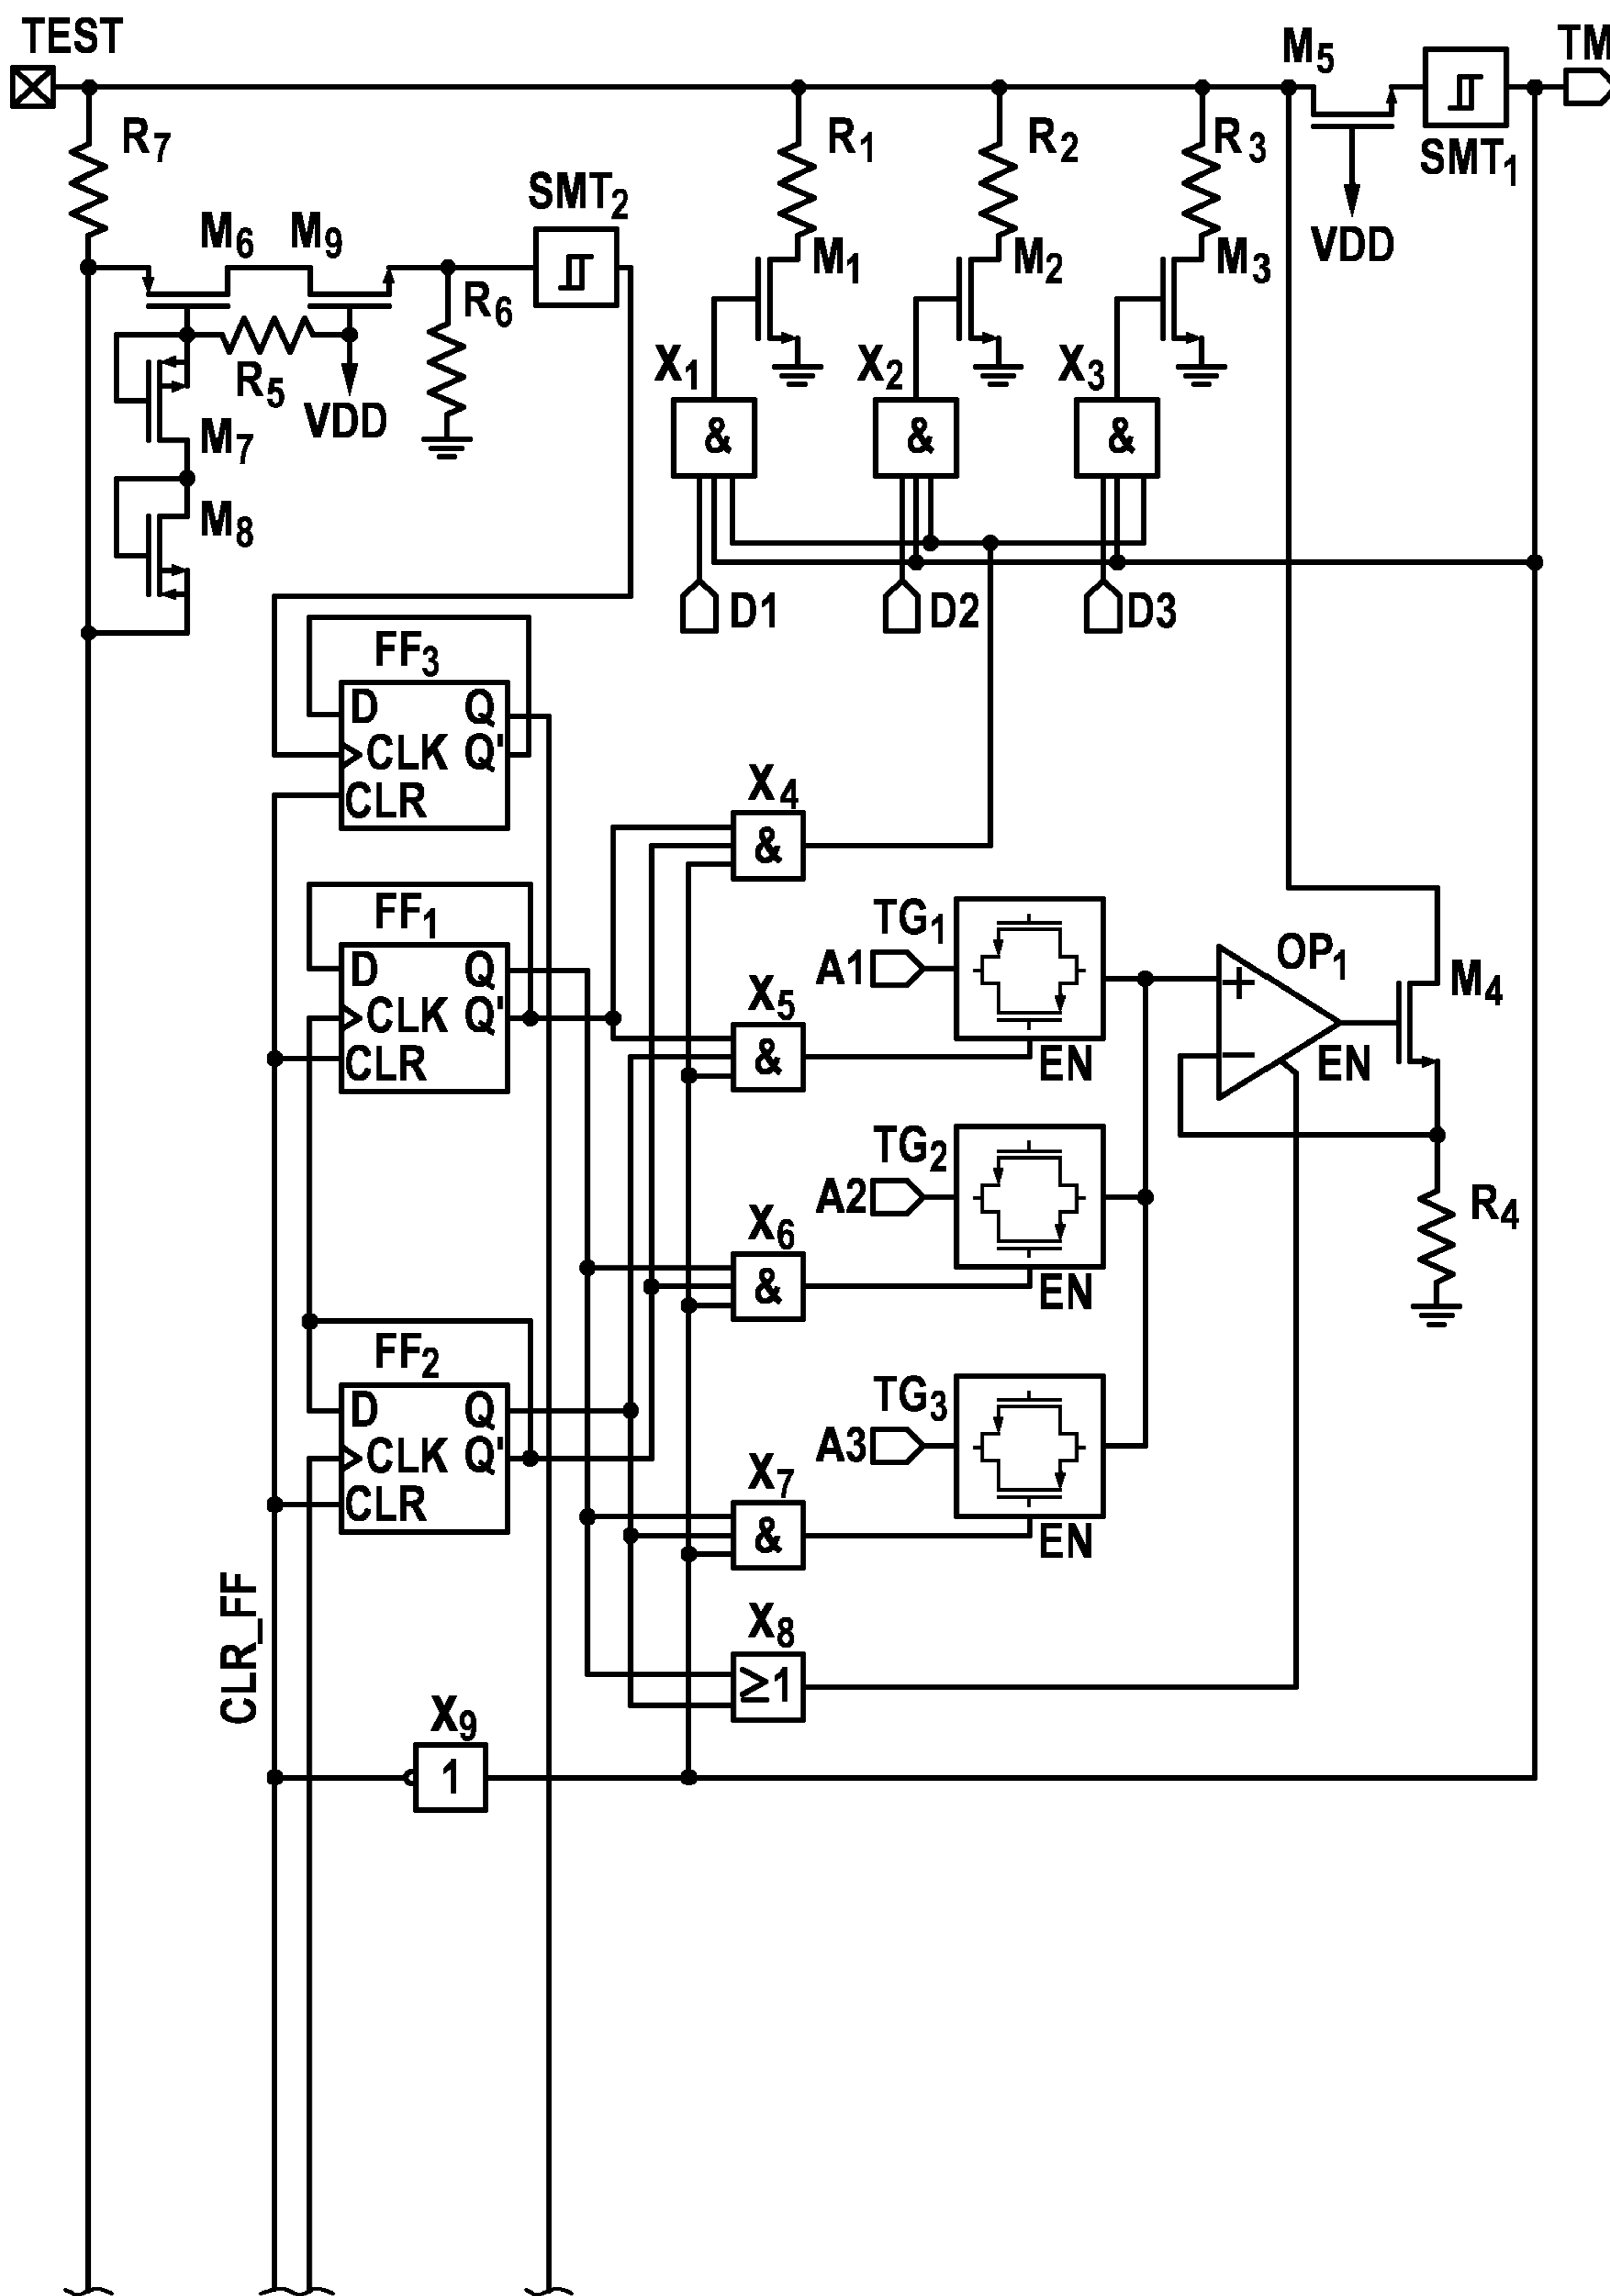 TEST
M5
TM
R7
R1
R2
R3
SMT1
SMT2
M6
M9
VDD
M1
M2
M3
R6
R5
X1
X2
X3
VDD
M7
&
&
&
M8
D1
D2
D3
FF3
D
Q
CLK
Q'
CLR
X4
&
FF1
TG1
D
Q
A1
OP1
M4
CLK
Q'
X5
+
CLR
&
EN
−
EN
TG2
A2
R4
X6
&
EN
FF2
TG3
D
Q
A3
CLK
Q'
X7
CLR
&
EN
CLR_FF
X8
≥1
X9
1